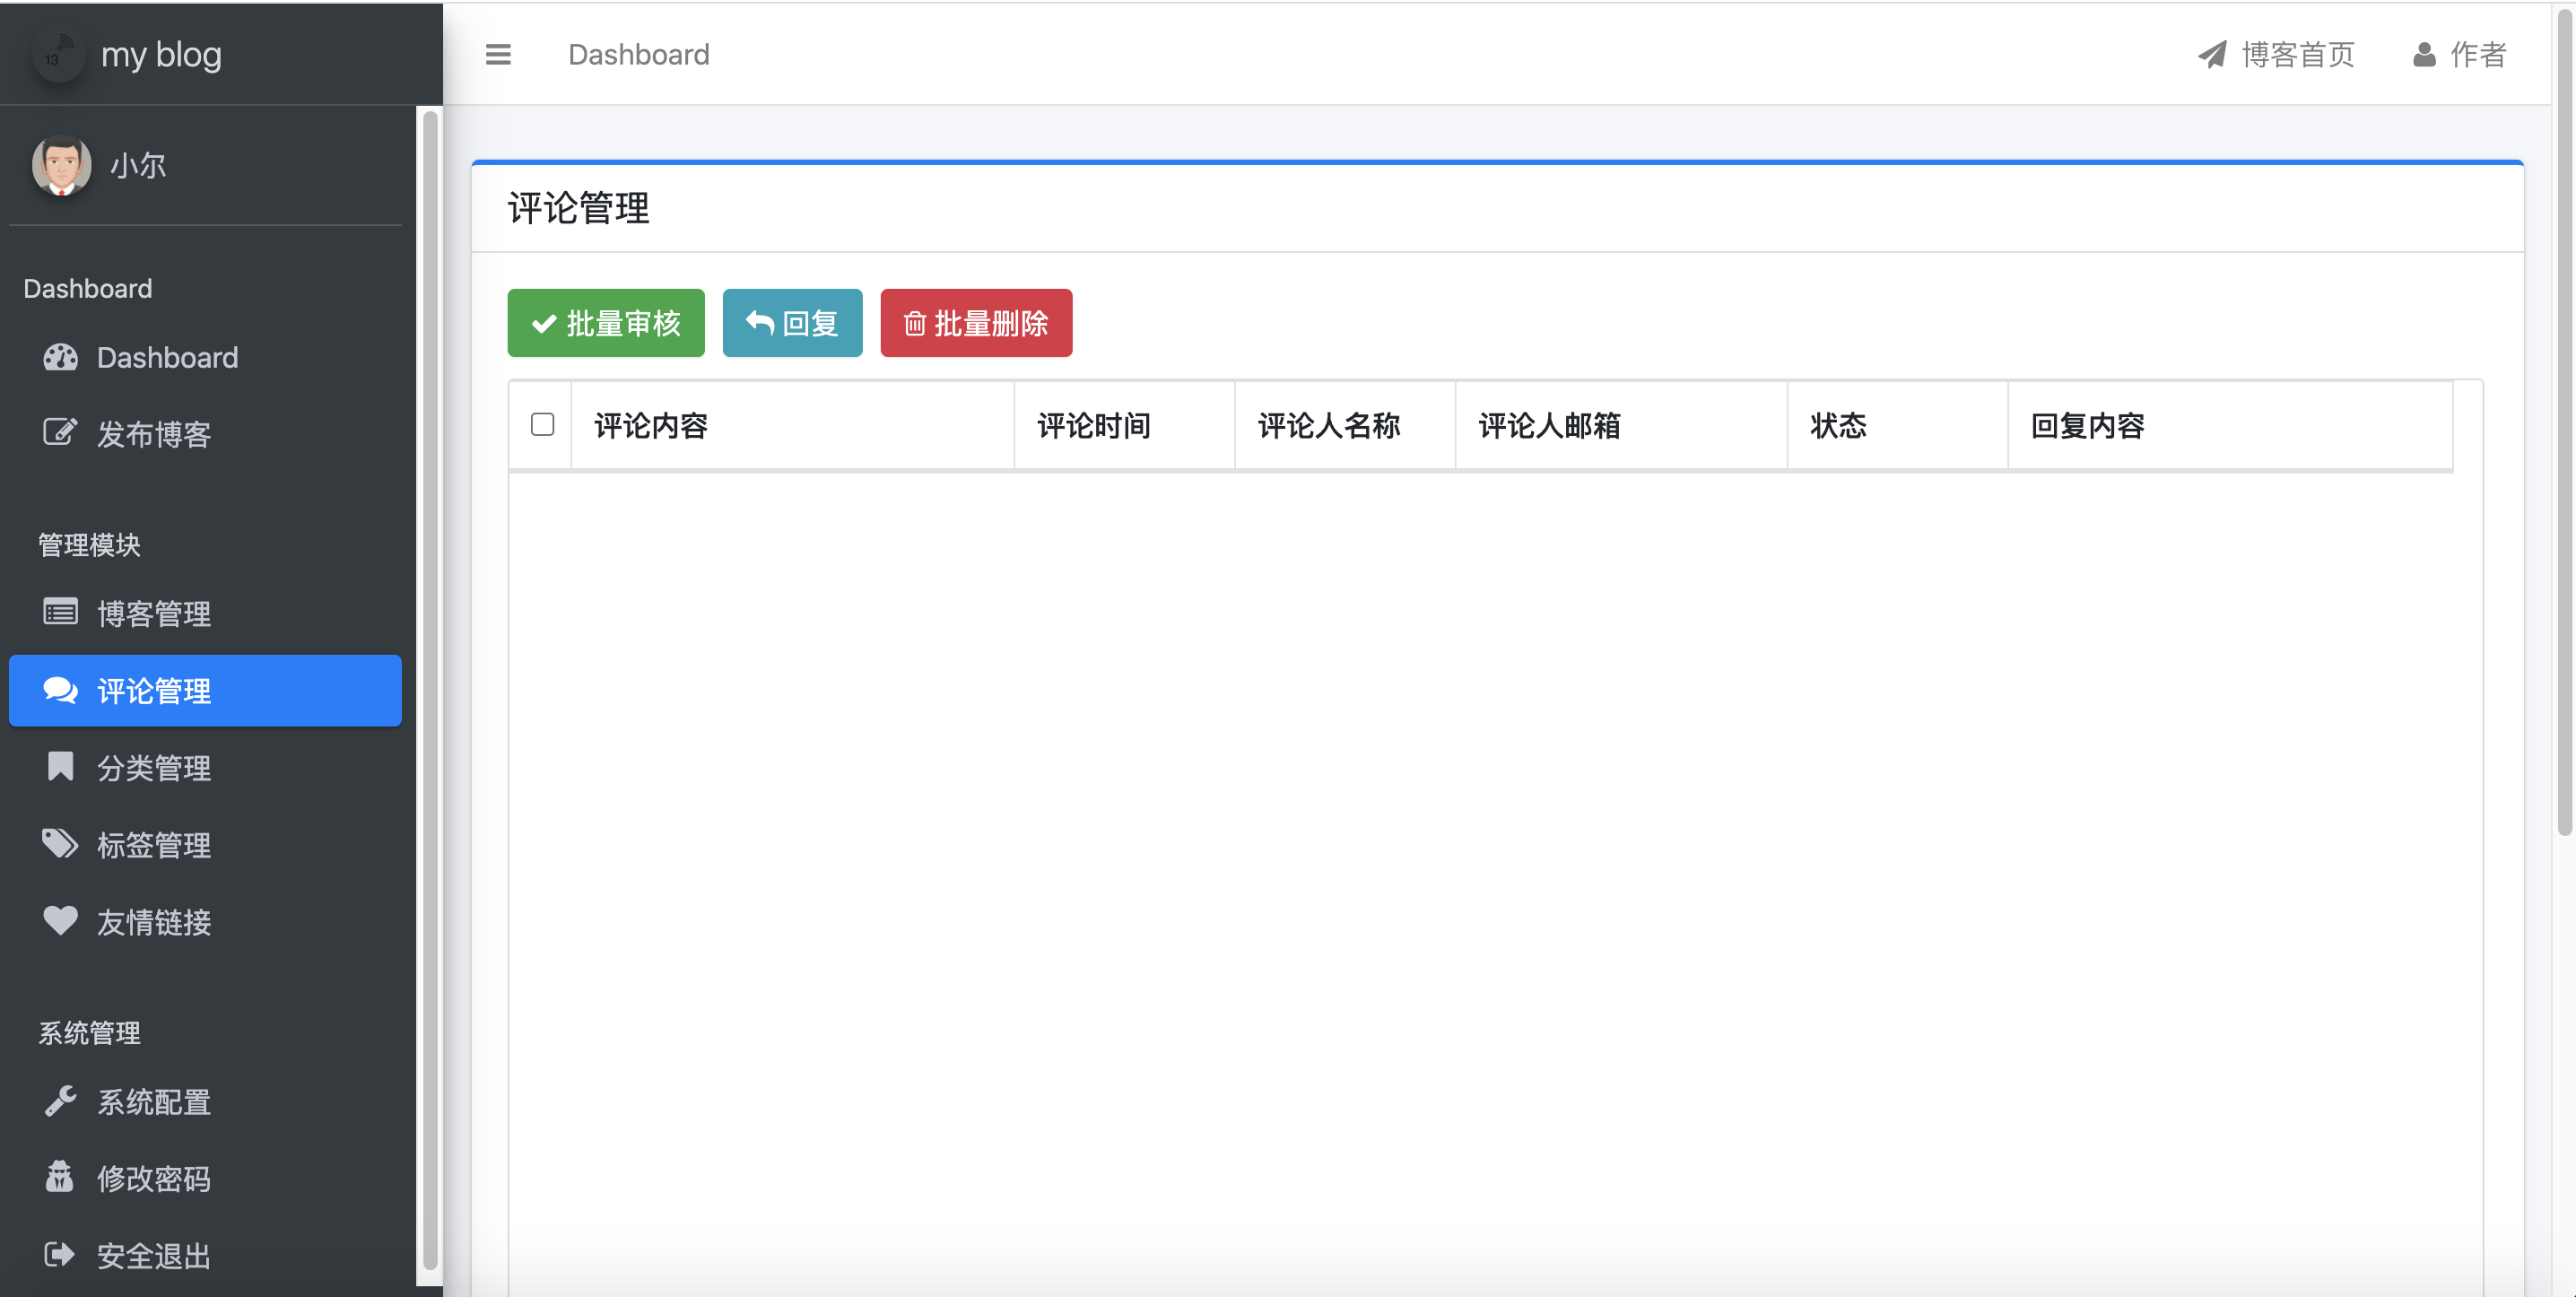 13 my blog
小尔
Dashboard
Dashboard
发布博客
管理模块
博客管理
评论管理
分类管理
标签管理
友情链接
系统管理
系统配置
修改密码
安全退出
Dashboard 博客首页 作者
评论管理
批量审核 回复 批量删除
评论内容 评论时间 评论人名称 评论人邮箱 状态 回复内容